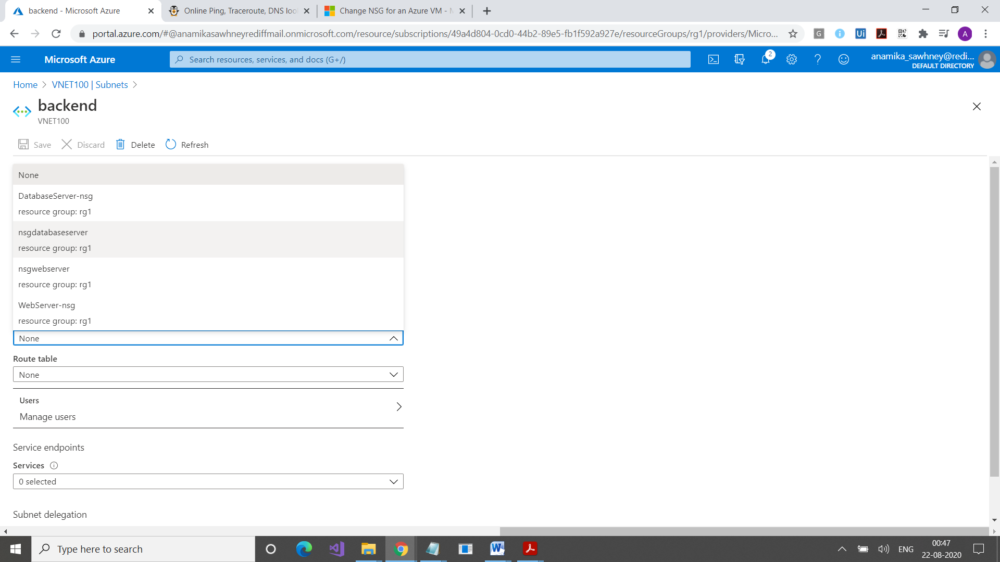 backend - Microsoft Azure
Online Ping, Traceroute, DNS loo
Change NSG for an Azure VM - M
portal.azure.com/#@anamikasawhneyrediffmail.onmicrosoft.com/resource/subscriptions/49a4d804-0cd0-44b2-89e5-fb1f592a927e/resourceGroups/rg1/providers/Micro...
G
Ui
A
Microsoft Azure
Search resources, services, and docs (G+/)
2
anamika_sawhney@redi...
DEFAULT DIRECTORY
Home > VNET100 | Subnets >
backend
VNET100
Save
Discard
Delete
Refresh
None
DatabaseServer-nsg
resource group: rg1
nsgdatabaseserver
resource group: rg1
nsgwebserver
resource group: rg1
WebServer-nsg
resource group: rg1
None
Route table
None
Users
Manage users
Service endpoints
Services
0 selected
Subnet delegation
Type here to search
ENG
00:47
22-08-2020